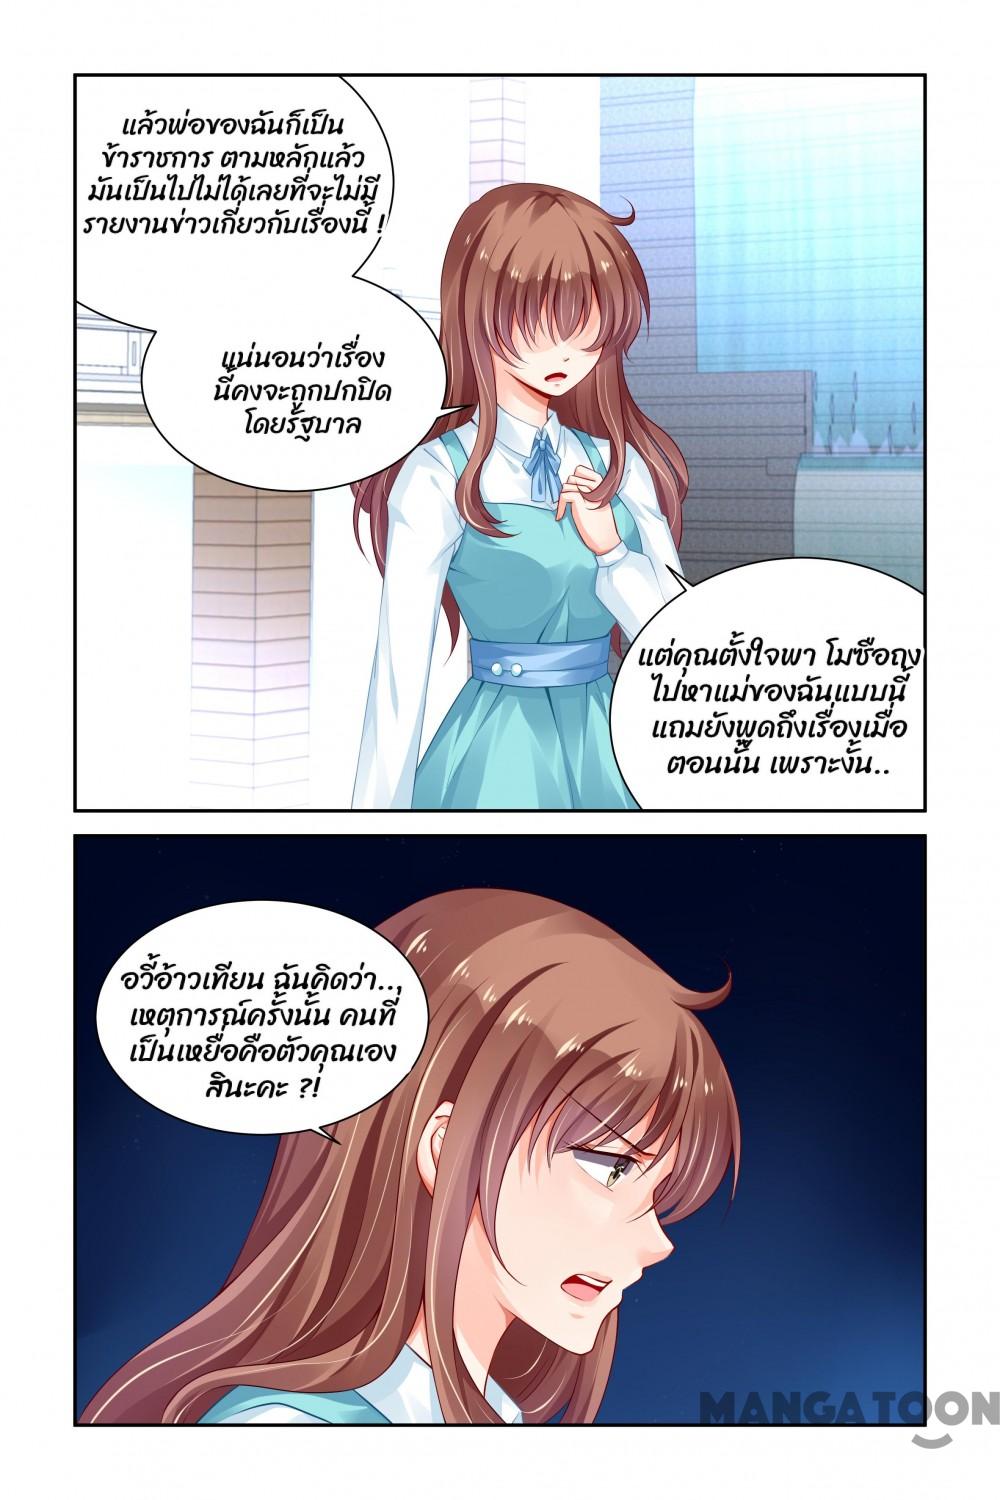 แล้วพ่อของฉันก็เป็น
ข้าราชการ ตามหลักแล้ว
มันเป็นไปไม่ได้เลยที่จะไม่มี
รายงานข่าวเกี่ยวกับเรื่องนี้ !
แน่นอนว่าเรื่อง
นี้คงจะถูกปกปิด
โดยรัฐบาล
แต่คุณตั้งใจพา โมซือถง
ไปหาแม่ของฉันแบบนี้
แถมยังพูดถึงเรื่องเมื่อ
ตอนนั้น เพราะงั้น..
อวี้อ้าวเทียน ฉันคิดว่า...,
เหตุการณ์ครั้งนั้น คนที่
เป็นเหยื่อคือตัวคุณเอง
สินะคะ ?!
MANGATOON